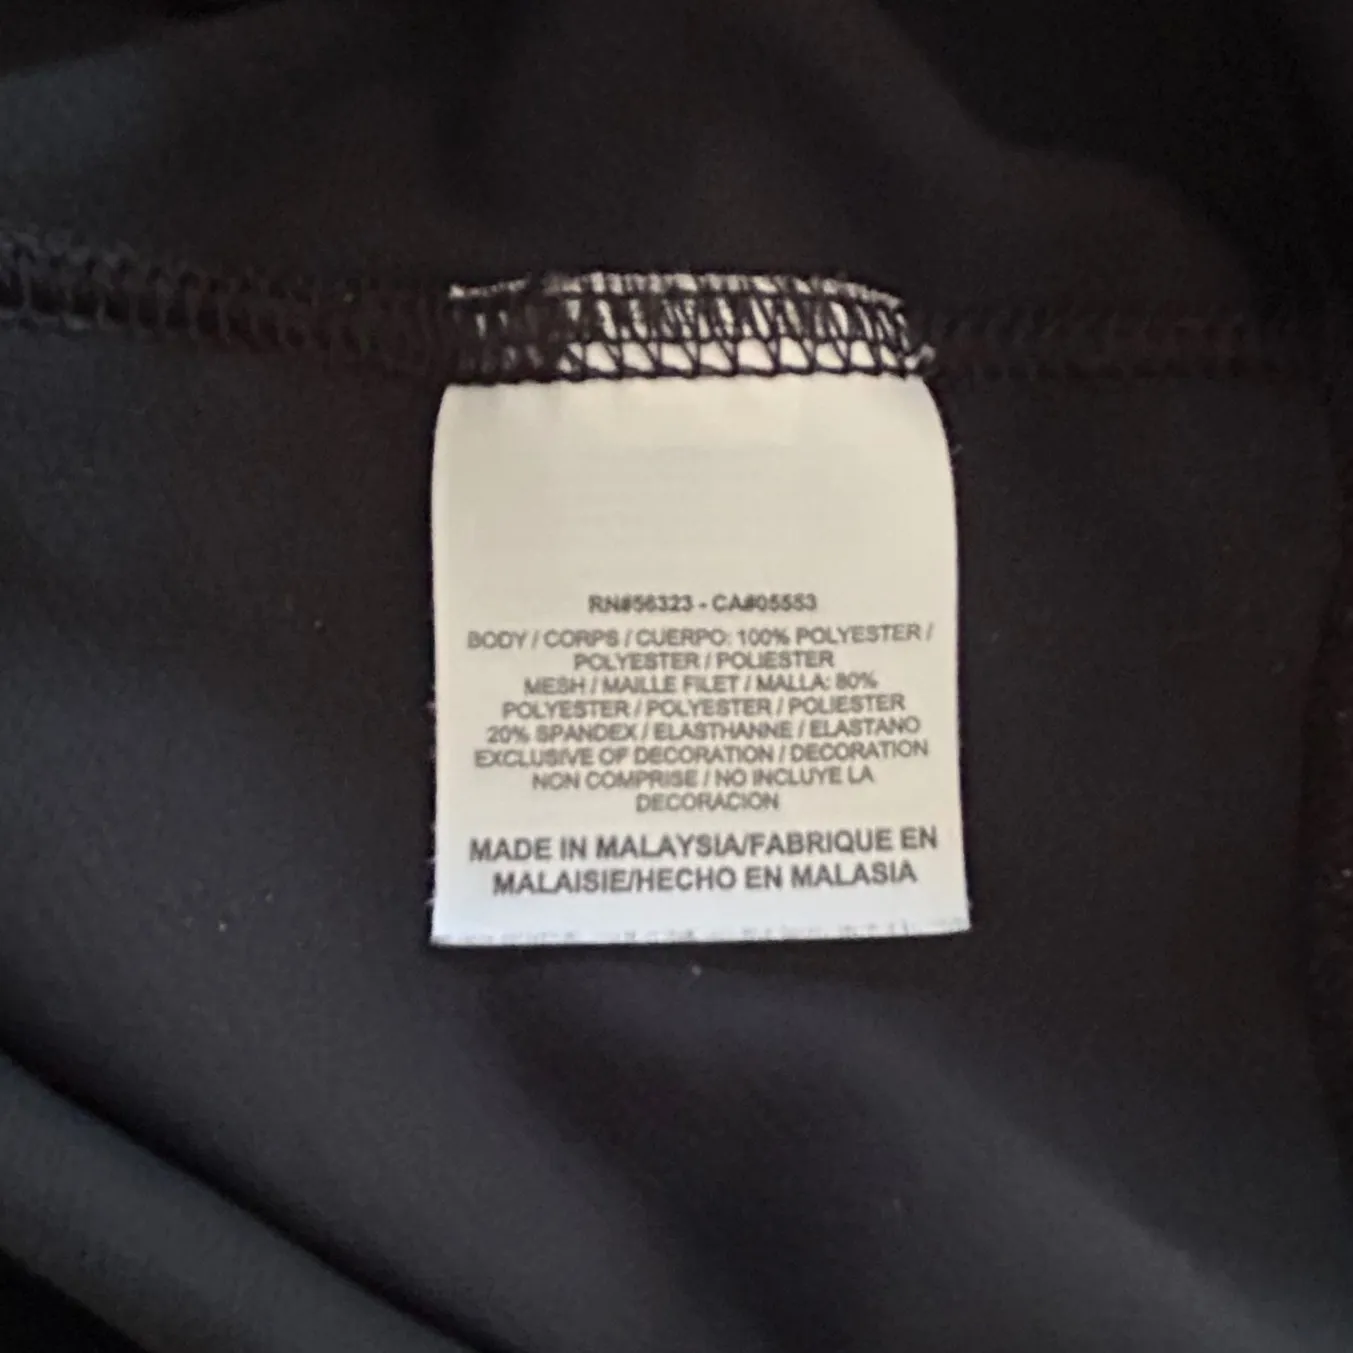 RN#56323 - CA#05553
BODY / CORPS / CUERPO: 100% POLYESTER /
POLYESTER / POLIESTER
MESH / MAILLE FILET / MALLA: 80%
POLYESTER / POLYESTER / POLIESTER
20% SPANDEX / ELASTHANNE / ELASTANO
EXCLUSIVE OF DECORATION / DECORATION
NON COMPRISE / NO INCLUYE LA
DECORACION
MADE IN MALAYSIA/FABRIQUE EN
MALAISIE/HECHO EN MALASIA